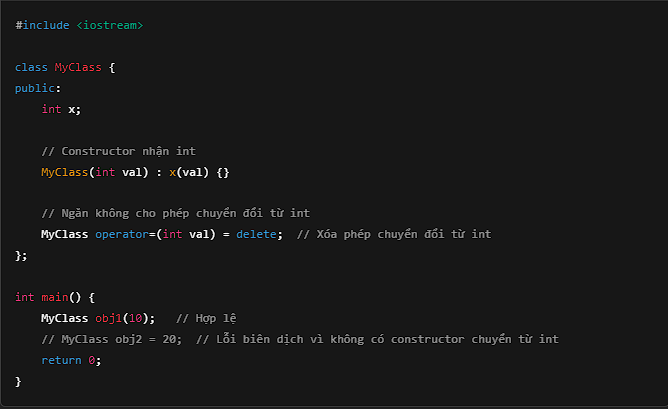 #include <iostream>
class MyClass {
public:
int x;
// Constructor nhận int
MyClass(int val) : x(val) {}
// Ngăn không cho phép chuyển đổi từ int
MyClass operator=(int val) = delete;  // Xóa phép chuyển đổi từ int
};
int main() {
MyClass obj1(10);   // Hợp lệ
// MyClass obj2 = 20;  // Lỗi biên dịch vì không có constructor chuyển từ int
return 0;
}